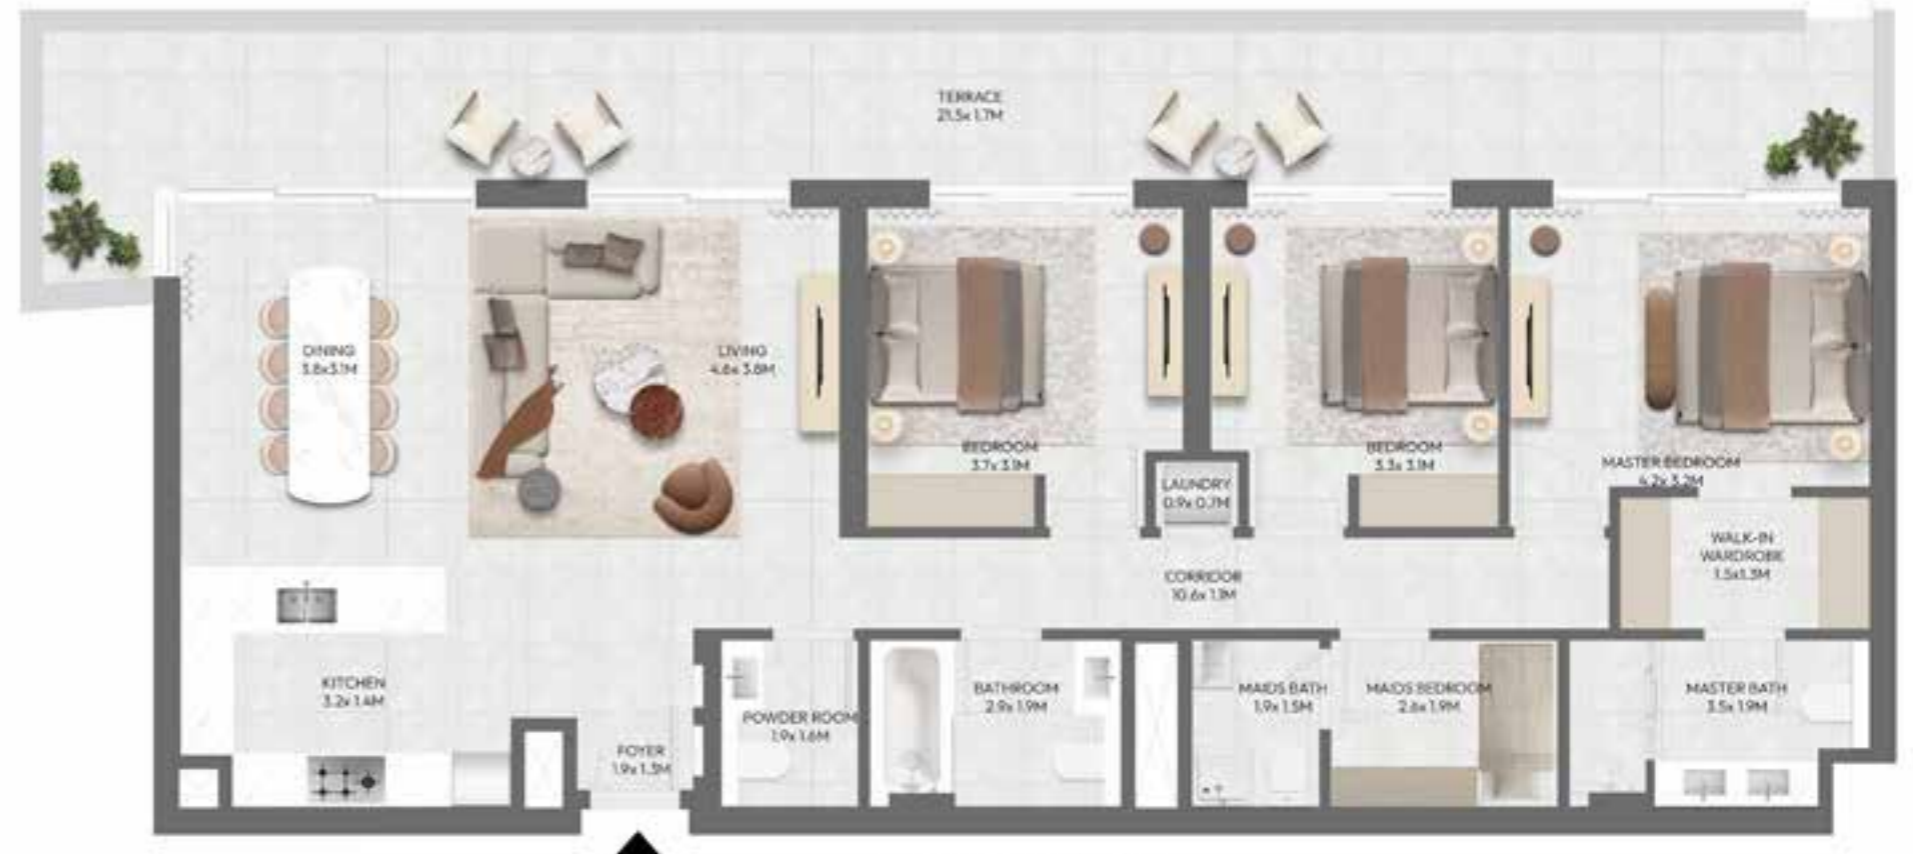 TERRACE
21.5x 1.7M
DINING
3.8x3.1M
LIVING
4.6x 3.8M
BEDROOM
3.7x 3.1M
BEDROOM
3.3x 3.1M
MASTER BEDROOM
4.2x 3.2M
LAUNDRY
0.9x 0.7M
WALK-IN
WARDROBE
1.5x1.3M
CORRIDOR
10.6x 1.1M
KITCHEN
3.2x 1.4M
FOYER
1.9x 1.3M
POWDER ROOM
1.9x 1.6M
BATHROOM
2.9x 1.9M
MAIDS BATH
1.9x 1.5M
MAIDS BEDROOM
2.6x 1.9M
MASTER BATH
3.5x 1.9M